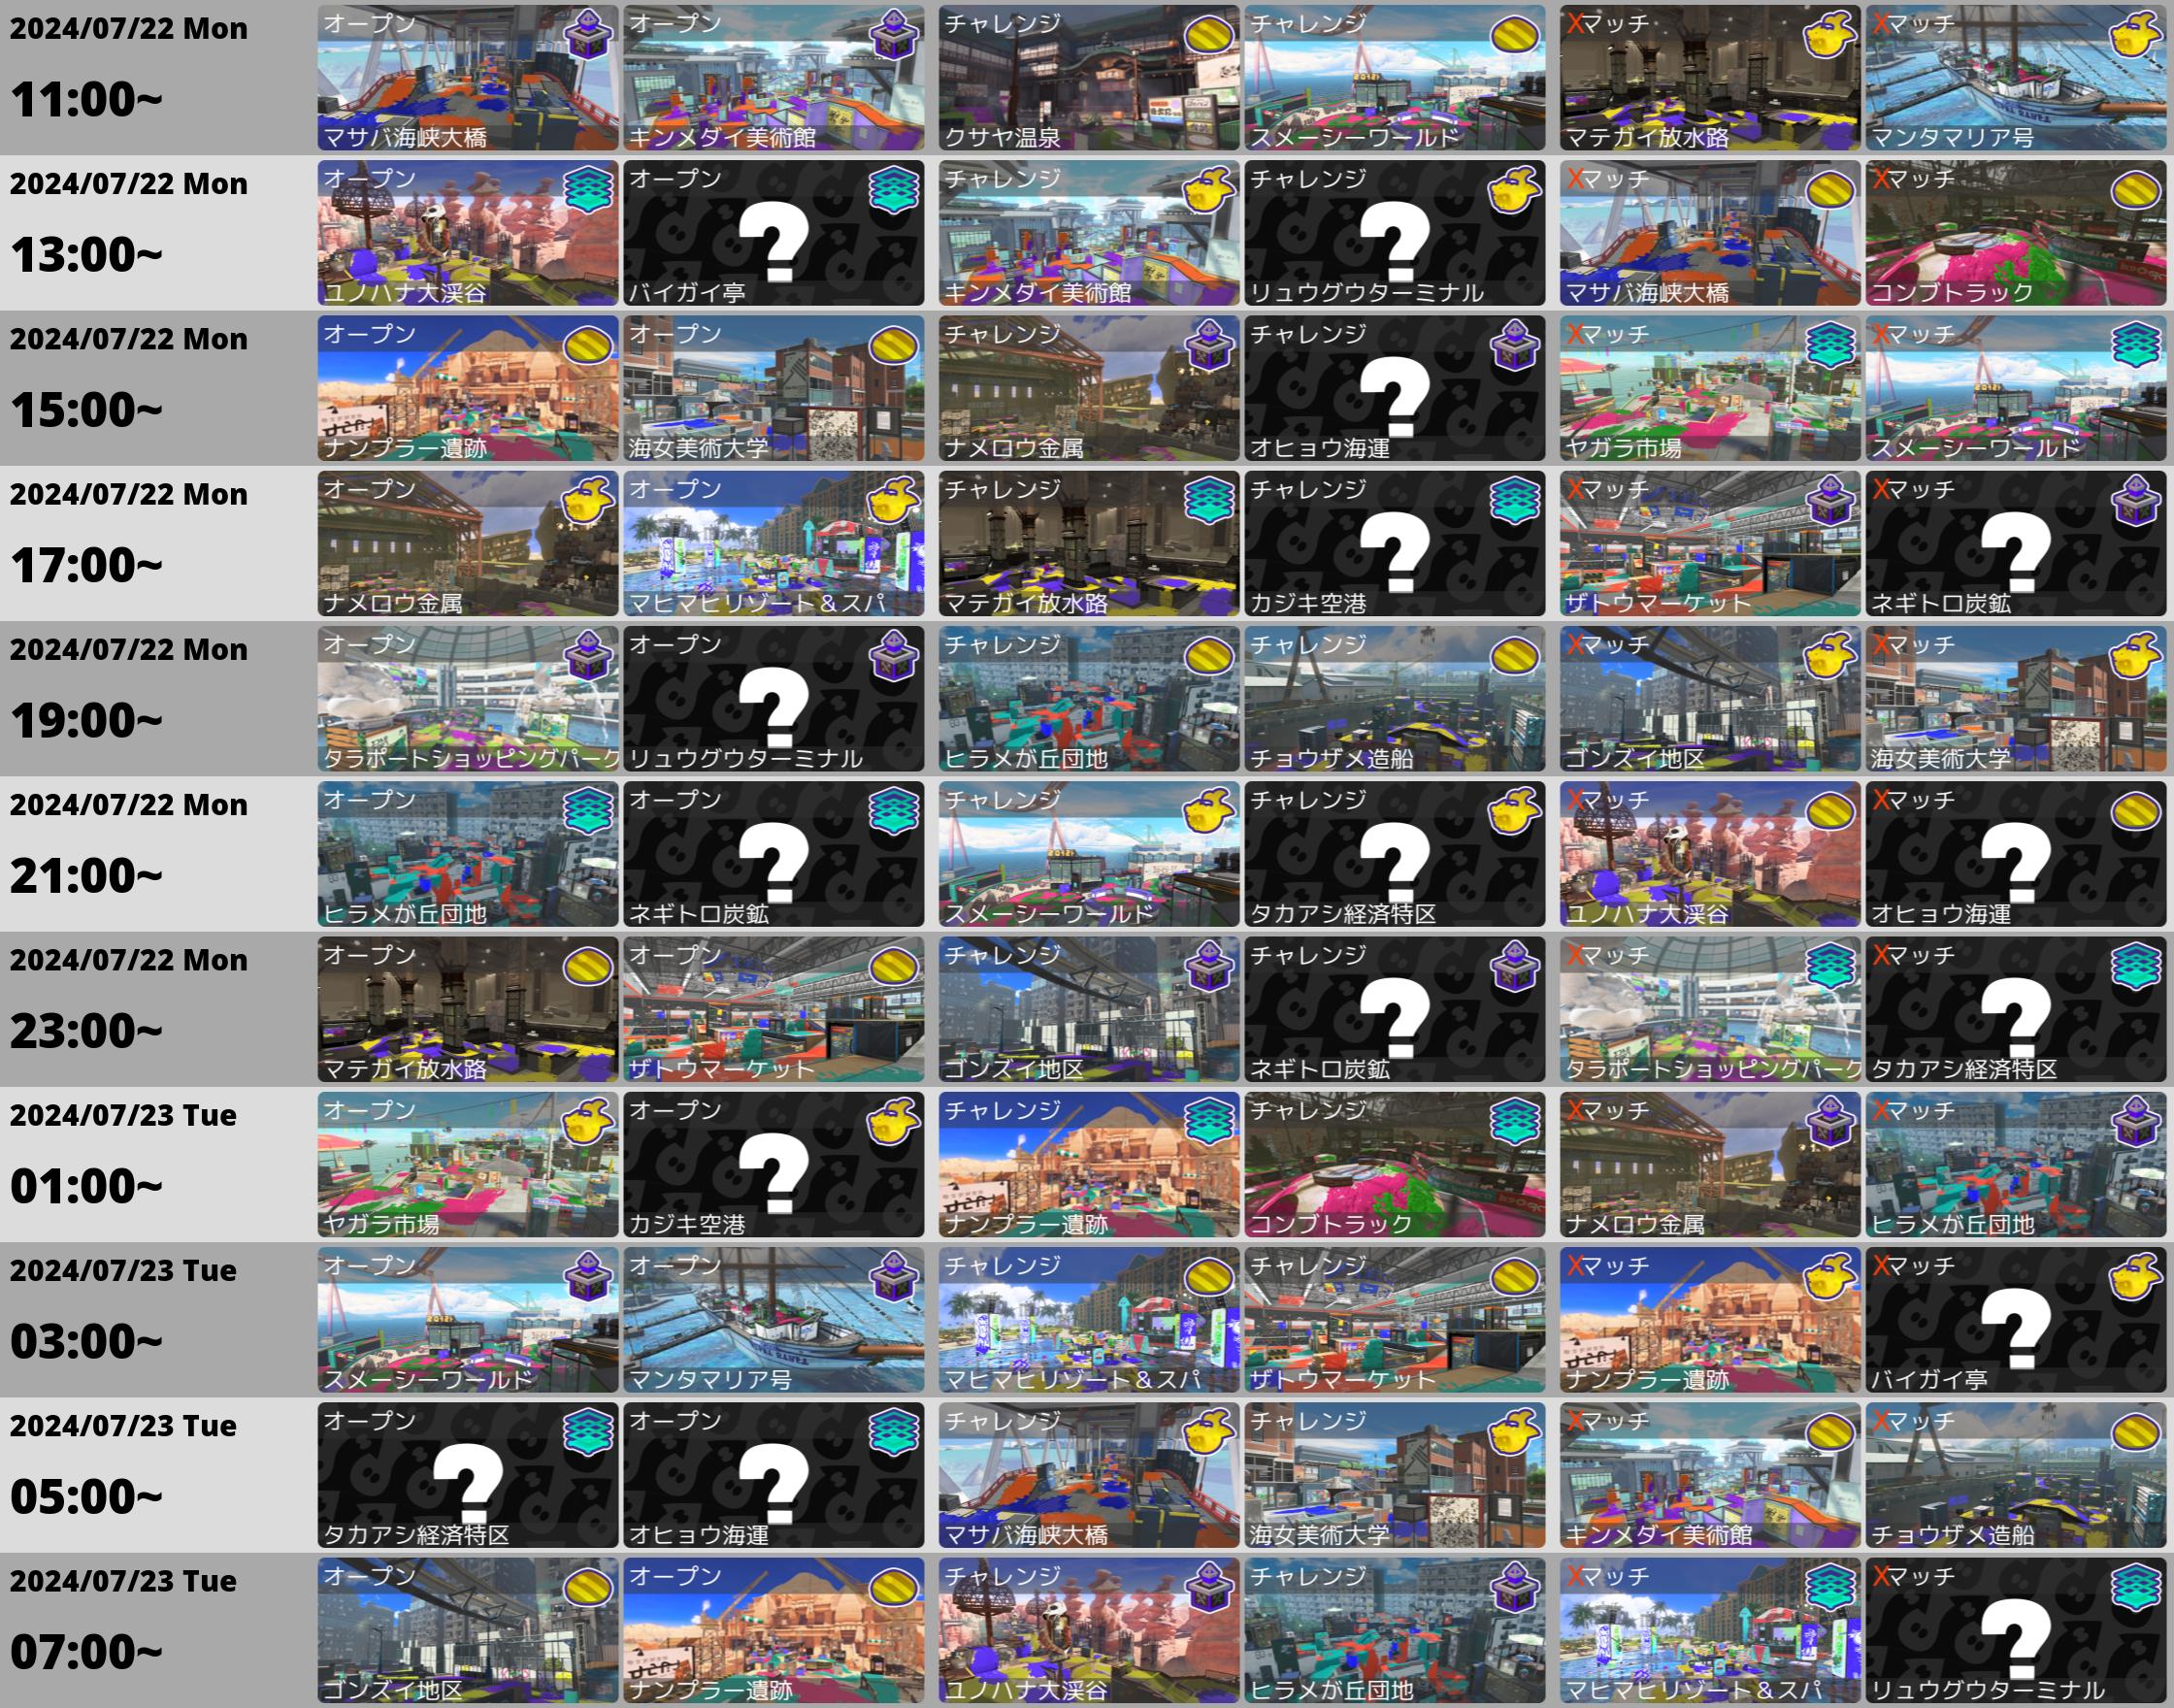 2024/07/22 Mon
11:00~
オープン
マサバ海峡大橋
オープン
キンメダイ美術館
チャレンジ
クサヤ温泉
チャレンジ
スメーシーワールド
Xマッチ
マテガイ放水路
Xマッチ
マンタマリア号
2024/07/22 Mon
13:00~
オープン
ユノハナ大渓谷
オープン
?
バイガイ亭
チャレンジ
キンメダイ美術館
チャレンジ
?
リュウグウターミナル
Xマッチ
マサバ海峡大橋
Xマッチ
コンブトラック
2024/07/22 Mon
15:00~
オープン
ナンプラー遺跡
オープン
海女美術大学
チャレンジ
ナメロウ金属
チャレンジ
?
オヒョウ海運
Xマッチ
ヤガラ市場
Xマッチ
スメーシーワールド
2024/07/22 Mon
17:00~
オープン
ナメロウ金属
オープン
マヒマヒリゾート&スパ
チャレンジ
マテガイ放水路
チャレンジ
?
カジキ空港
Xマッチ
ザトウマーケット
Xマッチ
?
ネギトロ炭鉱
2024/07/22 Mon
19:00~
オープン
タラポートショッピングパーク
オープン
?
リュウグウターミナル
チャレンジ
ヒラメが丘団地
チャレンジ
チョウザメ造船
Xマッチ
ゴンズイ地区
Xマッチ
海女美術大学
2024/07/22 Mon
21:00~
オープン
ヒラメが丘団地
オープン
?
ネギトロ炭鉱
チャレンジ
スメーシーワールド
チャレンジ
?
タカアシ経済特区
Xマッチ
ユノハナ大渓谷
Xマッチ
?
オヒョウ海運
2024/07/22 Mon
23:00~
オープン
マテガイ放水路
オープン
ザトウマーケット
チャレンジ
ゴンズイ地区
チャレンジ
?
ネギトロ炭鉱
Xマッチ
タラポートショッピングパーク
Xマッチ
?
タカアシ経済特区
2024/07/23 Tue
01:00~
オープン
ヤガラ市場
オープン
?
カジキ空港
チャレンジ
ナンプラー遺跡
チャレンジ
コンブトラック
Xマッチ
ナメロウ金属
Xマッチ
ヒラメが丘団地
2024/07/23 Tue
03:00~
オープン
スメーシーワールド
オープン
マンタマリア号
チャレンジ
マヒマヒリゾート&スパ
チャレンジ
ザトウマーケット
Xマッチ
ナンプラー遺跡
Xマッチ
?
バイガイ亭
2024/07/23 Tue
05:00~
オープン
?
タカアシ経済特区
オープン
?
オヒョウ海運
チャレンジ
マサバ海峡大橋
チャレンジ
海女美術大学
Xマッチ
キンメダイ美術館
Xマッチ
チョウザメ造船
2024/07/23 Tue
07:00~
オープン
ゴンズイ地区
オープン
ナンプラー遺跡
チャレンジ
ユノハナ大渓谷
チャレンジ
ヒラメが丘団地
Xマッチ
マヒマヒリゾート&スパ
Xマッチ
?
リュウグウターミナル